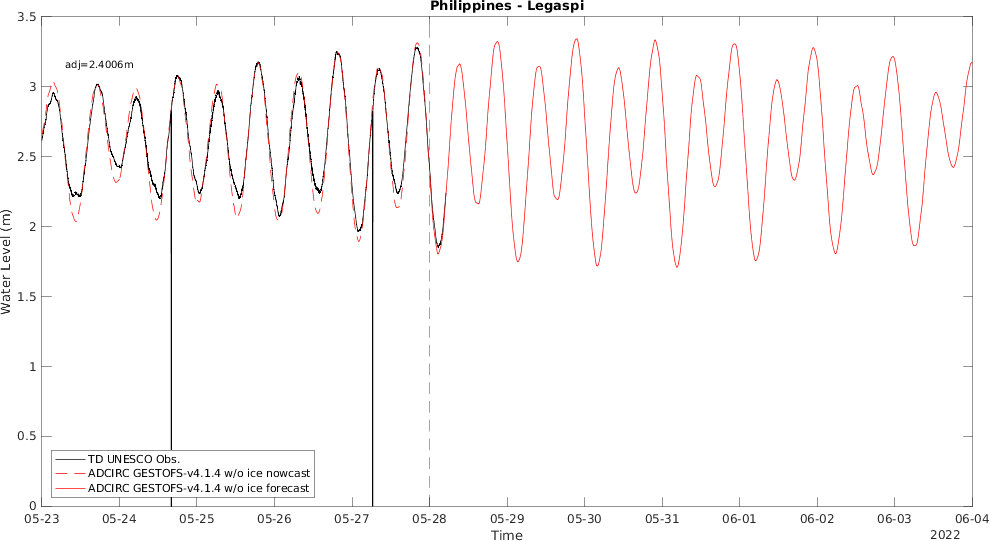 Philippines - Legaspi
3.5
3
2.5
2
1.5
1
0.5
0
Water Level (m)
adj=2.4006m
TD UNESCO Obs.
ADCIRC GESTOFS-v4.1.4 w/o ice nowcast
ADCIRC GESTOFS-v4.1.4 w/o ice forecast
05-23 05-24 05-25 05-26 05-27 05-28 05-29 05-30 05-31 06-01 06-02 06-03 06-04
Time
2022